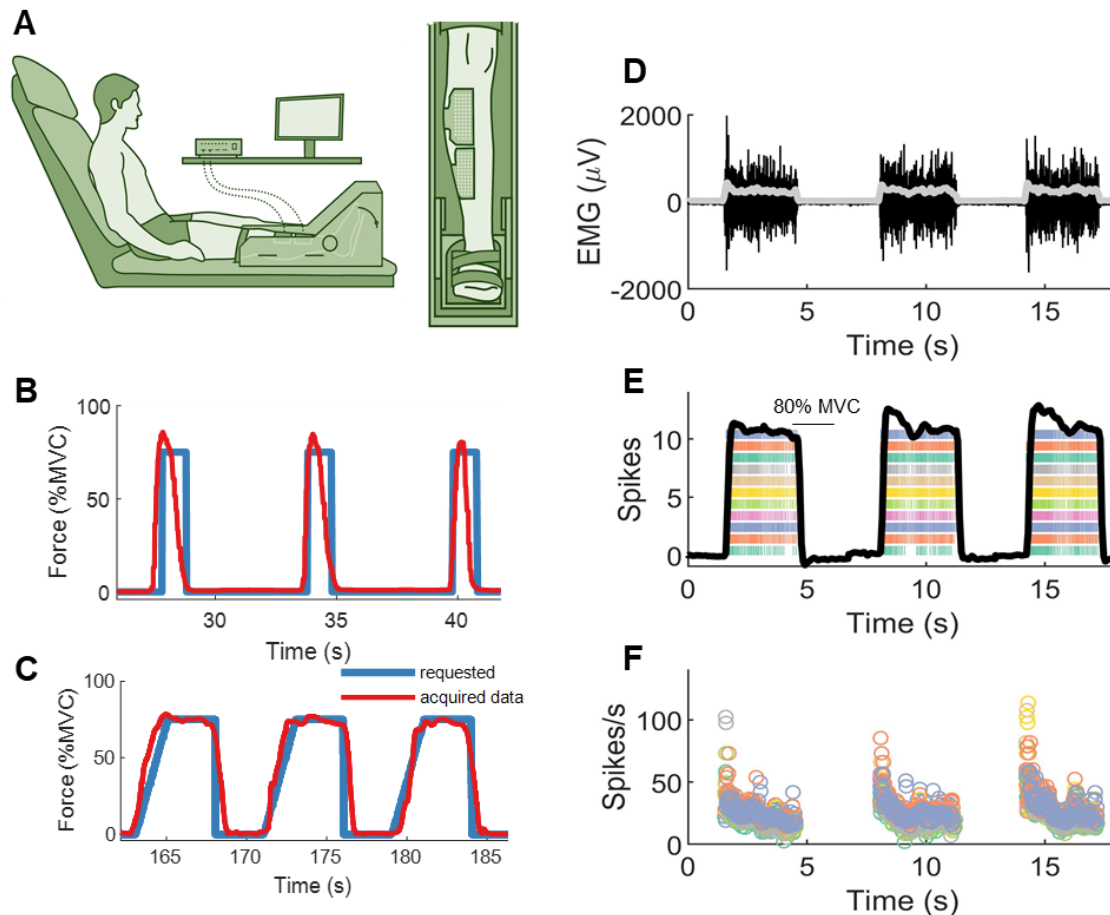 A
B
Force (%MVC)
100
50
0
30
35
40
Time (s)
C
requested
acquired data
Force (%MVC)
100
50
0
165
170
175
180
185
Time (s)
D
EMG (μV)
2000
0
-2000
0
5
10
15
Time (s)
E
80% MVC
Spikes
10
5
0
0
5
10
15
Time (s)
F
Spikes/s
100
50
0
0
5
10
15
Time (s)